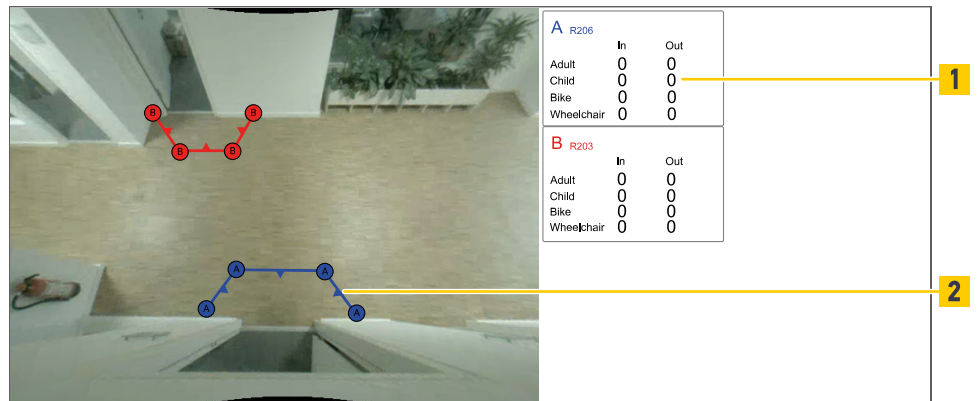 A R206
In Out
Adult 0 0
Child 0 0
Bike 0 0
Wheelchair 0 0
B R203
In Out
Adult 0 0
Child 0 0
Bike 0 0
Wheelchair 0 0
1
2
B B
B B
A A
A A